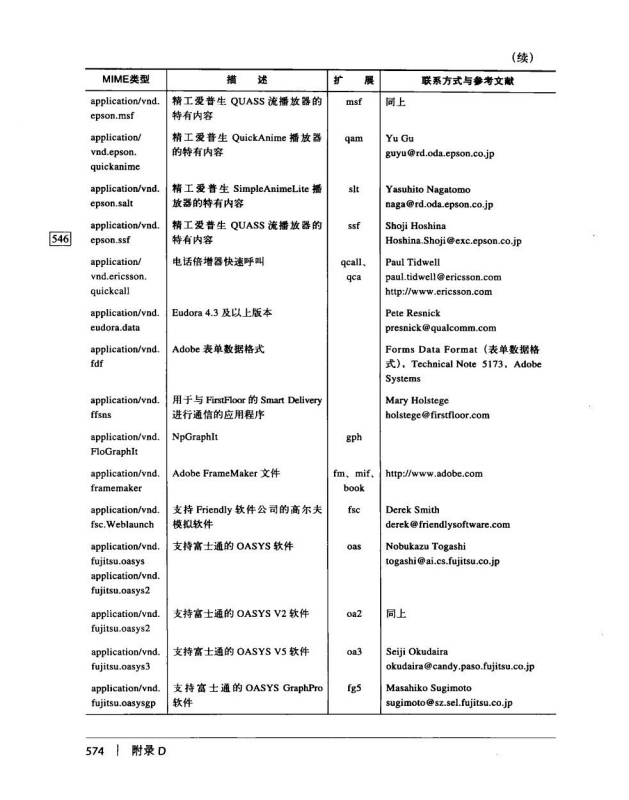 (续)
MIME类型 描 述 扩 展 联系方式与参考文献
application/vnd. 精工爱普生 QUASS 流播放器的 msf 同上
epson.msf 特有内容
application/ 精工爱普生 QuickAnime 播放器 qam Yu Gu
vnd.epson. 的特有内容 guyu@rd.oda.epson.co.jp
quickanime
application/vnd. 精工爱普生 SimpleAnimeLite 播 slt Yasuhito Nagatomo
epson.salt 放器的特有内容 naga@rd.oda.epson.co.jp
application/vnd. 精工爱普生 QUASS 流播放器的 ssf Shoji Hoshina
546 epson.ssf 特有内容 Hoshina.Shoji@exc.epson.co.jp
application/ 电话倍增器快速呼叫 qcall、 Paul Tidwell
vnd.ericsson. qca paul.tidwell@ericsson.com
quickcall http://www.ericsson.com
application/vnd. Eudora 4.3 及以上版本 Pete Resnick
eudora.data presnick@qualcomm.com
application/vnd. Adobe 表单数据格式 Forms Data Format（表单数据格
fdf 式），Technical Note 5173，Adobe
Systems
application/vnd. 用于与 FirstFloor 的 Smart Delivery Mary Holstege
ffsns 进行通信的应用程序 holstege@firstfloor.com
application/vnd. NpGraphIt gph
FloGraphIt
application/vnd. Adobe FrameMaker 文件 fm、mif、 http://www.adobe.com
framemaker book
application/vnd. 支持 Friendly 软件公司的高尔夫 fsc Derek Smith
fsc.Weblaunch 模拟软件 derek@friendlysoftware.com
application/vnd. 支持富士通的 OASYS 软件 oas Nobukazu Togashi
fujitsu.oasys togashi@ai.cs.fujitsu.co.jp
application/vnd.
fujitsu.oasys2
application/vnd. 支持富士通的 OASYS V2 软件 oa2 同上
fujitsu.oasys2
application/vnd. 支持富士通的 OASYS V5 软件 oa3 Seiji Okudaira
fujitsu.oasys3 okudaira@candy.paso.fujitsu.co.jp
application/vnd. 支持富士通的 OASYS GraphPro fg5 Masahiko Sugimoto
fujitsu.oasysgp 软件 sugimoto@sz.sel.fujitsu.co.jp
574 | 附录 D